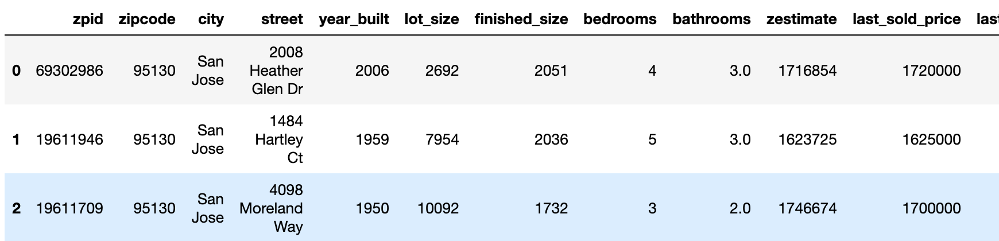 zpid zipcode city street year_built lot_size finished_size bedrooms bathrooms zestimate last_sold_price last
0 69302986 95130 San Jose 2008 Heather Glen Dr 2006 2692 2051 4 3.0 1716854 1720000
1 19611946 95130 San Jose 1484 Hartley Ct 1959 7954 2036 5 3.0 1623725 1625000
2 19611709 95130 San Jose 4098 Moreland Way 1950 10092 1732 3 2.0 1746674 1700000